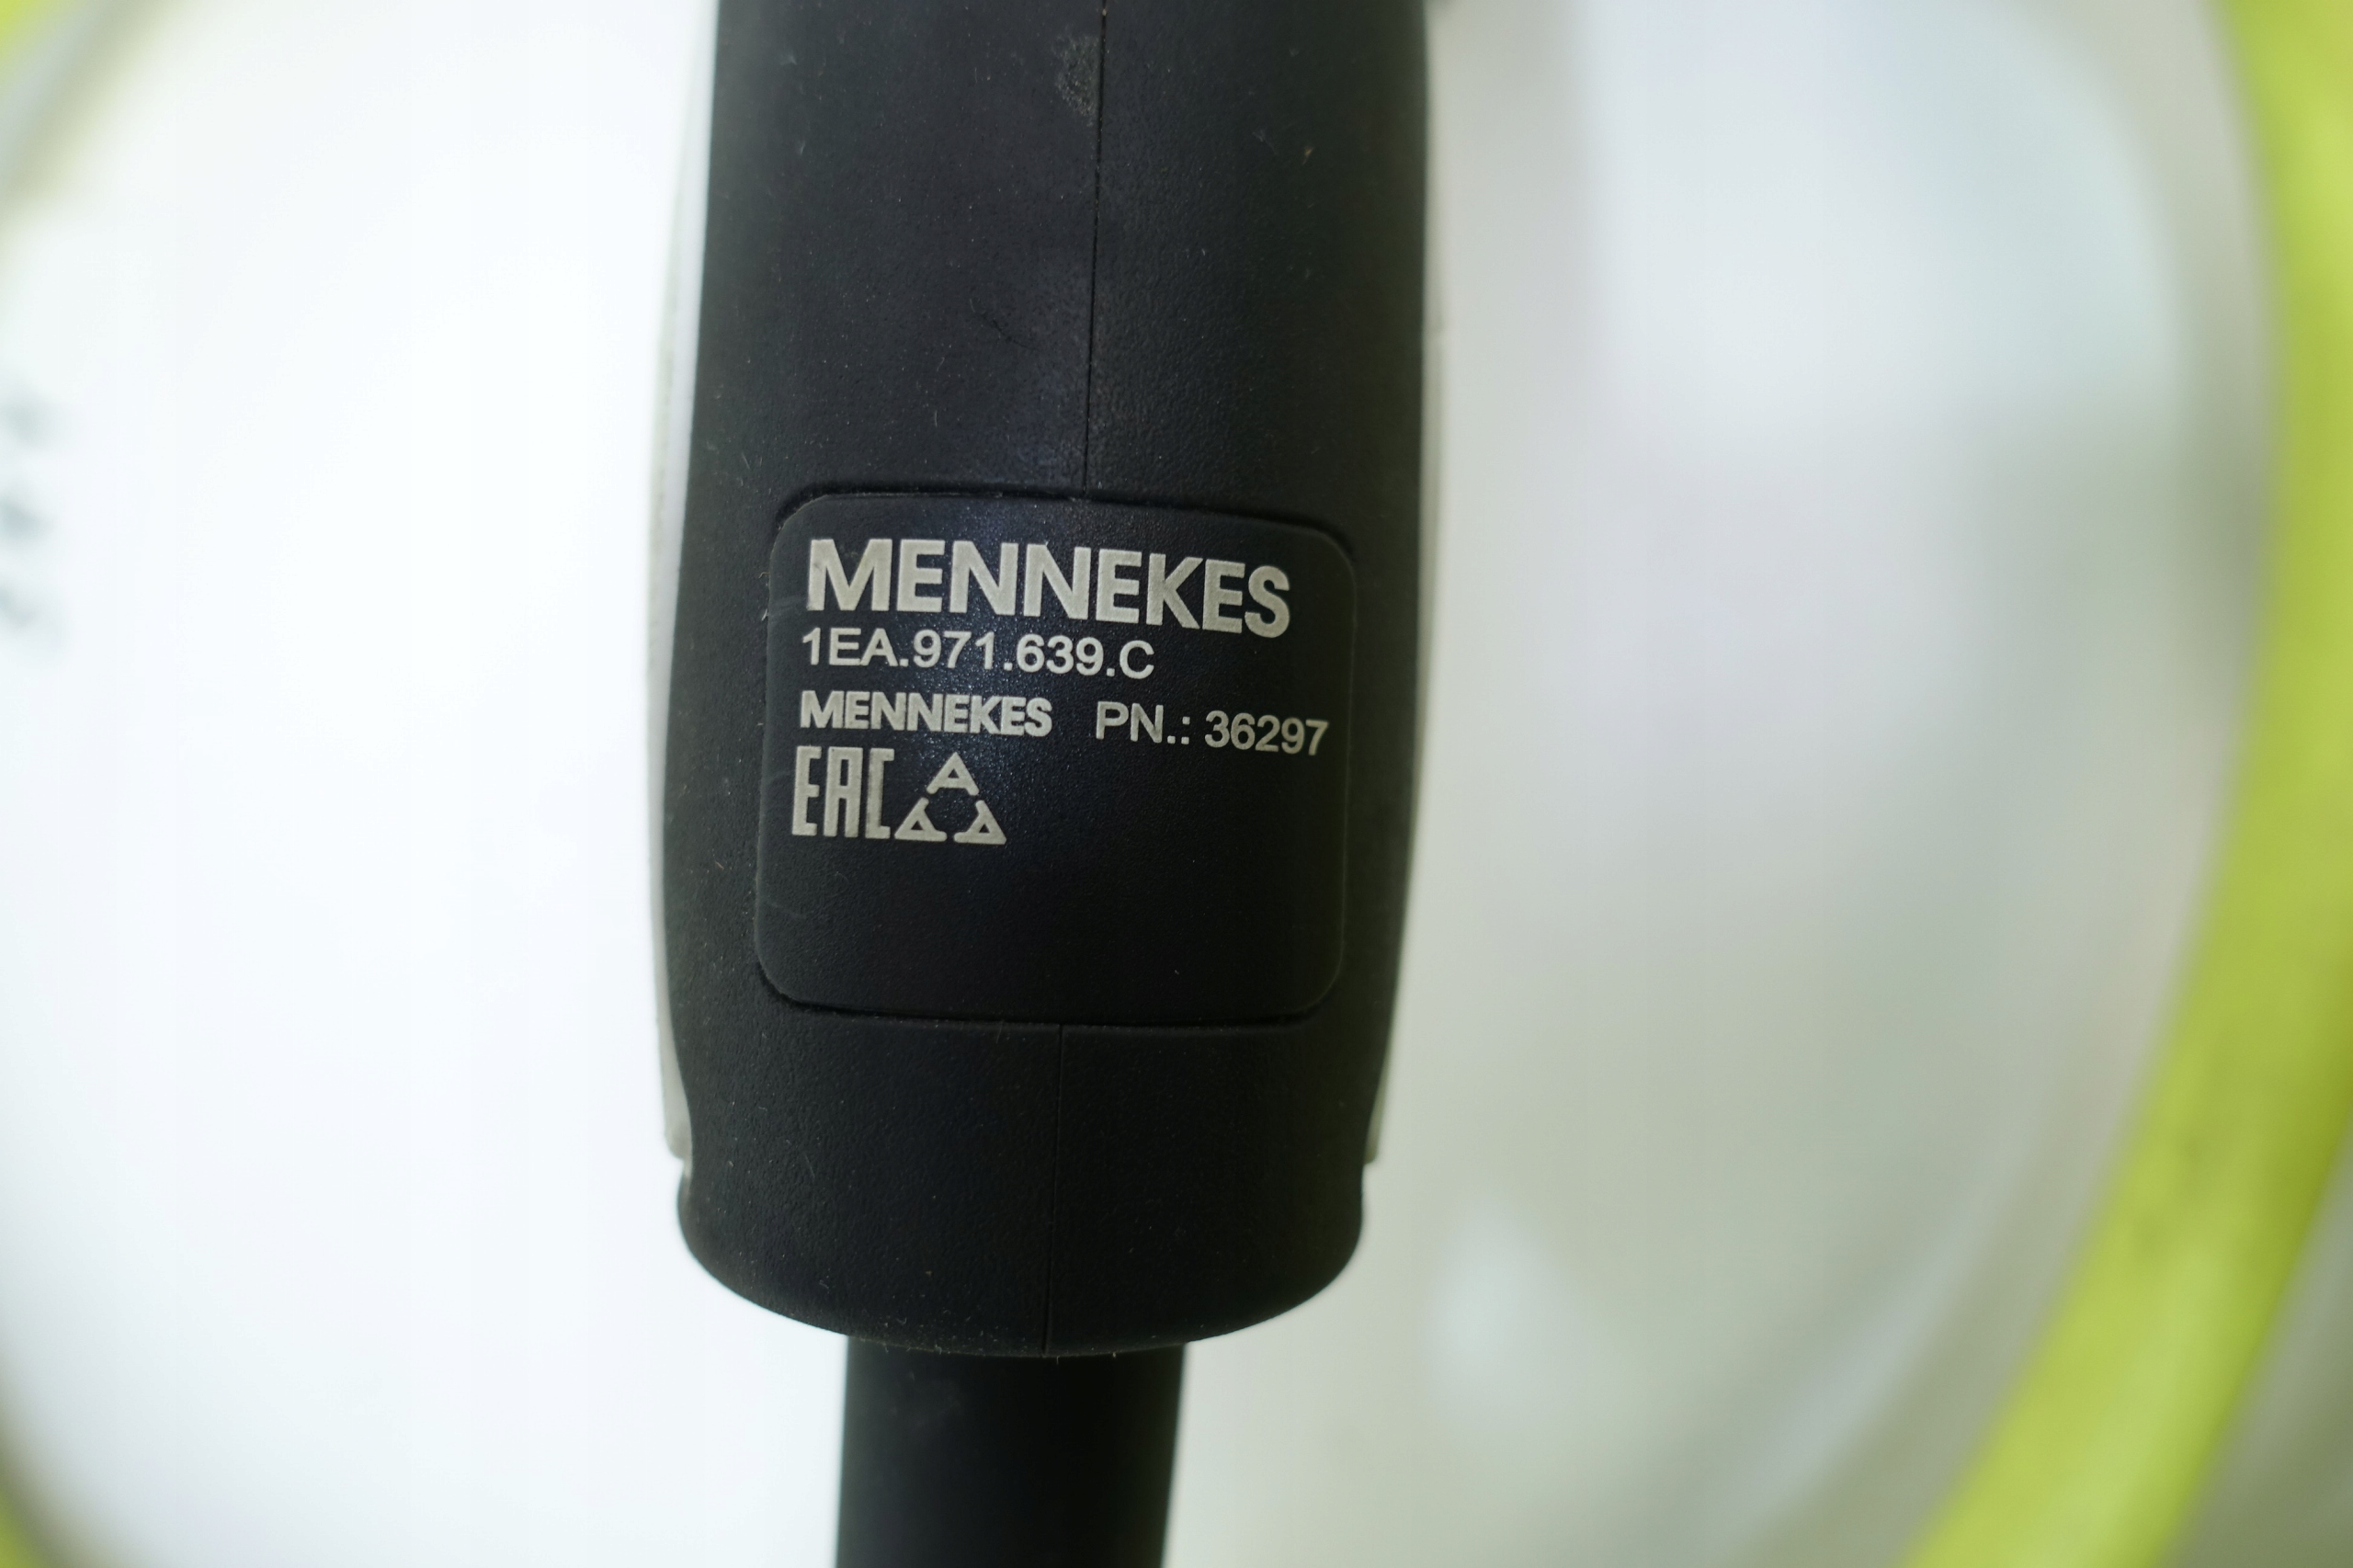 MENNEKES
1EA.971.639.C
MENNEKES PN.: 36297
EAC